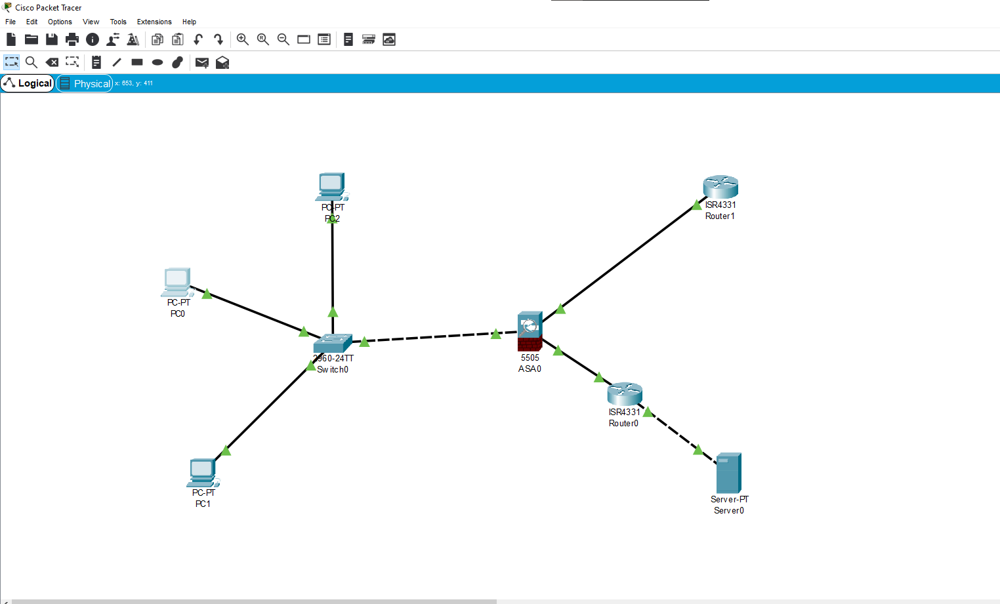 Cisco Packet Tracer
File Edit Options View Tools Extensions Help
Logical Physical x: 653, y: 411
PC-PT
PC2
ISR4331
Router1
PC-PT
PC0
2960-24TT
Switch0
5505
ASA0
ISR4331
Router0
PC-PT
PC1
Server-PT
Server0